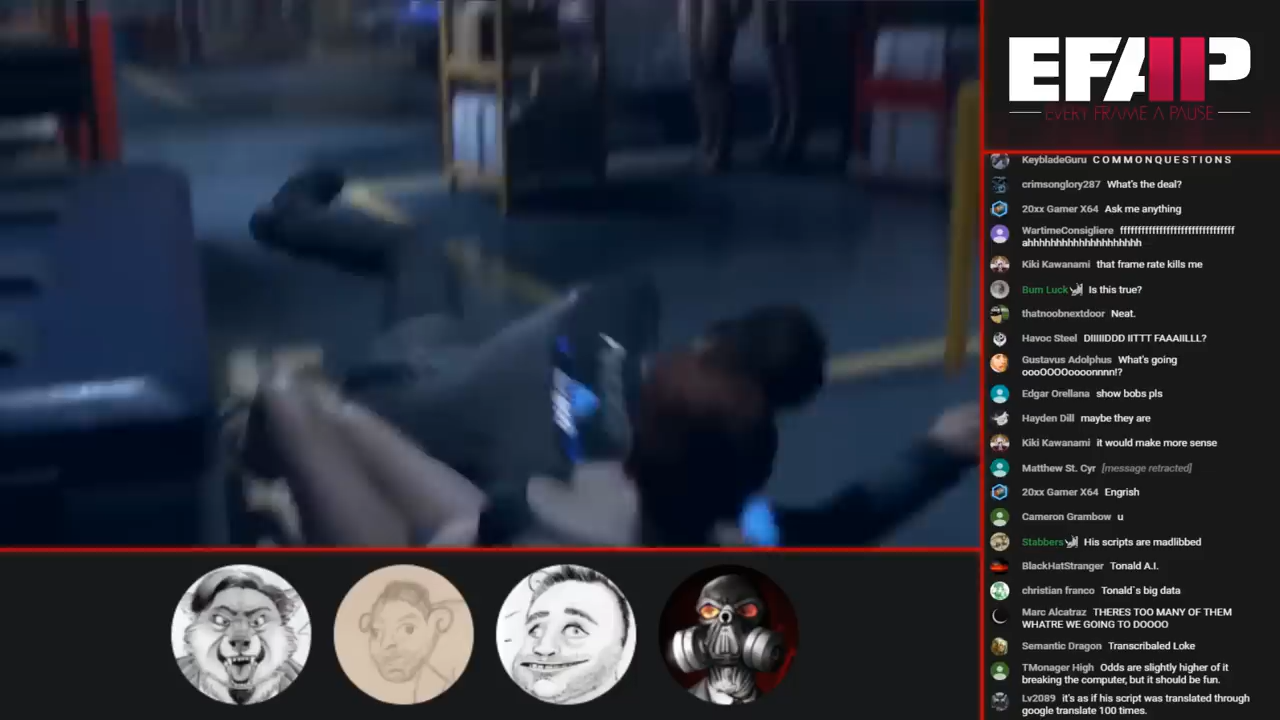 EFAP
EVERY FRAME A PAUSE
KeybladeGuru C O M M O N Q U E S T I O N S
crimsonglory287 What's the deal?
20xx Gamer X64 Ask me anything
WartimeConsigliere ffffffffffffffffffffffffffffffff
ahhhhhhhhhhhhhhhhhhhh
Kiki Kawanami that frame rate kills me
Bum Luck Is this true?
thatnoobnextdoor Neat.
Havoc Steel DIIIIIDDD IITTT FAAAIILLL?
Gustavus Adolphus What's going
oooOOOOoooonnnn!?
Edgar Orellana show bobs pls
Hayden Dill maybe they are
Kiki Kawanami it would make more sense
Matthew St. Cyr [message retracted]
20xx Gamer X64 Engrish
Cameron Grambow u
Stabbers His scripts are madlibbed
BlackHatStranger Tonald A.I.
christian franco Tonald`s big data
Marc Alcatraz THERES TOO MANY OF THEM
WHATRE WE GOING TO DOOOO
Semantic Dragon Transcribaled Loke
TMonager High Odds are slightly higher of it
breaking the computer, but it should be fun.
Lv2089 it's as if his script was translated through
google translate 100 times.